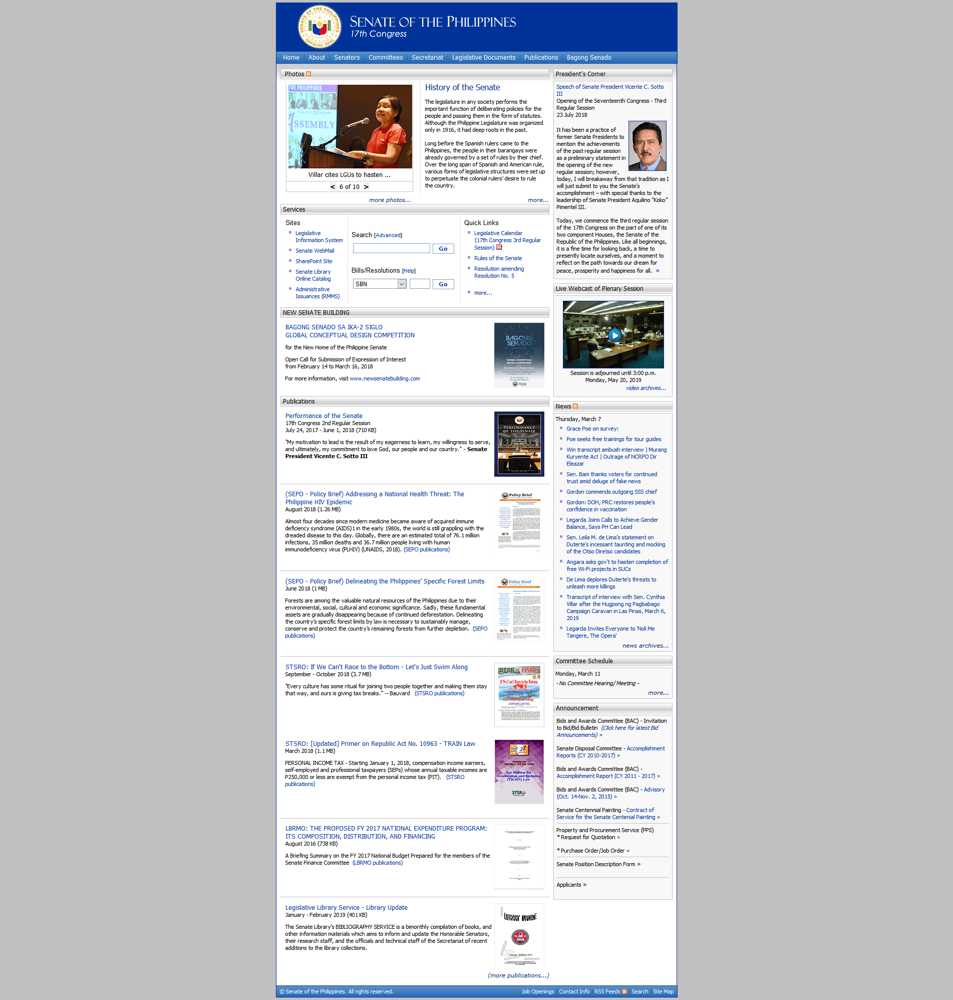 SENATE OF THE PHILIPPINES
OFFICIAL SEAL
SENATE OF THE PHILIPPINES
17th Congress
Home | About | Senators | Committees | Secretariat | Legislative Documents | Publications | Bagong Senado
Photos
THE PHILIPPINES
ASSEMBLY
Villar cites LGUs to hasten ...
< 6 of 10 >
more photos...
History of the Senate
The legislature in any society performs the
important function of deliberating policies for the
people and passing them in the form of statutes.
Although the Philippine Legislature was organized
only in 1916, it had deep roots in the past.
Long before the Spanish rulers came to the
Philippines, the people in their barangays were
already governed by a set of rules by their chief.
Over the long span of Spanish and American rule,
various forms of legislative structures were set up
to perpetuate the colonial rulers’ desire to rule
the country.
more...
Services
Sites
Legislative
Information System
Senate WebMail
SharePoint Site
Senate Library
Online Catalog
Administrative
Issuances (RMMS)
Search [Advanced]
Go
Bills/Resolutions [Help]
SBN
Go
Quick Links
Legislative Calendar
(17th Congress 3rd Regular
Session)
Rules of the Senate
Resolution amending
Resolution No. 5
more...
NEW SENATE BUILDING
BAGONG SENADO SA IKA-2 SIGLO
GLOBAL CONCEPTUAL DESIGN COMPETITION
for the New Home of the Philippine Senate
Open Call for Submission of Expression of Interest
from February 14 to March 16, 2018
For more information, visit www.newsenatebuilding.com
BAGONG
SENADO
GLOBAL CONCEPTUAL
DESIGN COMPETITION
BCDA
Publications
Performance of the Senate
17th Congress 2nd Regular Session
July 24, 2017 - June 1, 2018 (710 KB)
"My motivation to lead is the result of my eagerness to learn, my willingness to serve,
and ultimately, my commitment to love God, our people and our country." - Senate
President Vicente C. Sotto III
PERFORMANCE
OF THE SENATE
(SEPO - Policy Brief) Addressing a National Health Threat: The
Philippine HIV Epidemic
August 2018 (1.26 MB)
Almost four decades since modern medicine became aware of acquired immune
deficiency syndrome (AIDS)1 in the early 1980s, the world is still grappling with the
dreaded disease to this day. Globally, there are an estimated total of 76.1 million
infections, 35 million deaths and 36.7 million people living with human
immunodeficiency virus (PLHIV) (UNAIDS, 2018). (SEPO publications)
Policy Brief
SEPO
(SEPO - Policy Brief) Delineating the Philippines’ Specific Forest Limits
June 2018 (1 MB)
Forests are among the valuable natural resources of the Philippines due to their
environmental, social, cultural and economic significance. Sadly, these fundamental
assets are gradually disappearing because of continued deforestation. Delineating
the country’s specific forest limits by law is necessary to sustainably manage,
conserve and protect the country’s remaining forests from further depletion. (SEPO
publications)
Policy Brief
SEPO
STSRO: If We Can't Race to the Bottom - Let's Just Swim Along
September - October 2018 (3.7 MB)
“Every culture has some ritual for joining two people together and making them stay
that way, and ours is giving tax breaks." -- Bauvard (STSRO publications)
STSRO TAXBITS
If We Can't Race to the Bottom
Let's Just Swim Along
STSRO: [Updated] Primer on Republic Act No. 10963 - TRAIN Law
March 2018 (1.1 MB)
PERSONAL INCOME TAX - Starting January 1, 2018, compensation income earners,
self-employed and professional taxpayers (SEPs) whose annual taxable incomes are
P250,000 or less are exempt from the personal income tax (PIT). (STSRO
publications)
28
PRIMER ON
REPUBLIC ACT NO. 10963
Tax Reform for
Acceleration and Inclusion
(TRAIN) Law
STSRO
LBRMO: THE PROPOSED FY 2017 NATIONAL EXPENDITURE PROGRAM:
ITS COMPOSITION, DISTRIBUTION, AND FINANCING
August 2016 (738 KB)
A Briefing Summary on the FY 2017 National Budget Prepared for the members of the
Senate Finance Committee (LBRMO publications)
Legislative Library Service - Library Update
January - February 2019 (401 KB)
The Senate Library's BIBLIOGRAPHY SERVICE is a bimonthly compilation of books, and
other information materials which aims to inform and update the Honorable Senators,
their research staff, and the officials and technical staff of the Secretariat of recent
additions to the library collections.
LIBRARY UPDATE
January - February 2019
(more publications...)
President's Corner
Speech of Senate President Vicente C. Sotto
III
Opening of the Seventeenth Congress - Third
Regular Session
23 July 2018
It has been a practice of
former Senate Presidents to
mention the achievements
of the past regular session
as a preliminary statement in
the opening of the new
regular session; however,
today, I will breakaway from that tradition as I
will just submit to you the Senate’s
accomplishment – with special thanks to the
leadership of Senate President Aquilino “Koko”
Pimentel III.
Today, we commence the third regular session
of the 17th Congress on the part of one of its
two component Houses, the Senate of the
Republic of the Philippines. Like all beginnings,
it is a fine time for looking back, a time to
presently locate ourselves, and a moment to
reflect on the path towards our dream for
peace, prosperity and happiness for all. »
Live Webcast of Plenary Session
Session is adjourned until 3:00 p.m.
Monday, May 20, 2019
video archives...
News
Thursday, March 7
Grace Poe on survey:
Poe seeks free trainings for tour guides
Win transcript ambush interview | Murang
Kuryente Act | Outrage of NCRPO Dir
Eleazar
Sen. Bam thanks voters for continued
trust amid deluge of fake news
Gordon commends outgoing SSS chief
Gordon: DOH, PRC restores people's
confidence in vaccination
Legarda Joins Calls to Achieve Gender
Balance, Says PH Can Lead
Sen. Leila M. de Lima's statement on
Duterte's incessant taunting and mocking
of the Otso Diretso candidates
Angara asks gov't to hasten completion of
free Wi-Fi projects in SUCs
De Lima deplores Duterte's threats to
unleash more killings
Transcript of interview with Sen. Cynthia
Villar after the Hugpong ng Pagbabago
Campaign Caravan in Las Pinas, March 6,
2019
Legarda Invites Everyone to 'Noli Me
Tangere, The Opera'
news archives...
Committee Schedule
Monday, March 11
- No Committee Hearing/Meeting -
more...
Announcement
Bids and Awards Committee (BAC) - Invitation
to Bid/Bid Bulletin (Click here for latest Bid
Announcements) »
Senate Disposal Committee - Accomplishment
Reports (CY 2010-2017) »
Bids and Awards Committee (BAC) -
Accomplishment Report (CY 2011 - 2017) »
Bids and Awards Committee (BAC) - Advisory
(Oct. 14-Nov. 2, 2015) »
Senate Centennial Painting - Contract of
Service for the Senate Centenial Painting »
Property and Procurement Service (PPS)
* Request for Quotation »
* Purchase Order/Job Order »
Senate Position Description Form »
Applicants »
© Senate of the Philippines. All rights reserved.
Job Openings | Contact Info | RSS Feeds | Search | Site Map